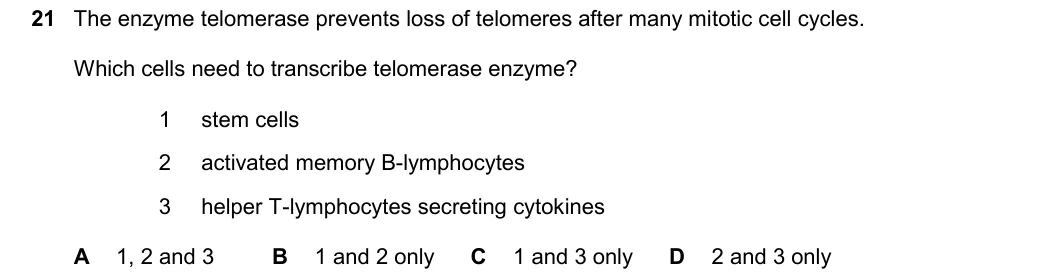 21 The enzyme telomerase prevents loss of telomeres after many mitotic cell cycles.
Which cells need to transcribe telomerase enzyme?
1 stem cells
2 activated memory B-lymphocytes
3 helper T-lymphocytes secreting cytokines
A 1, 2 and 3 B 1 and 2 only C 1 and 3 only D 2 and 3 only